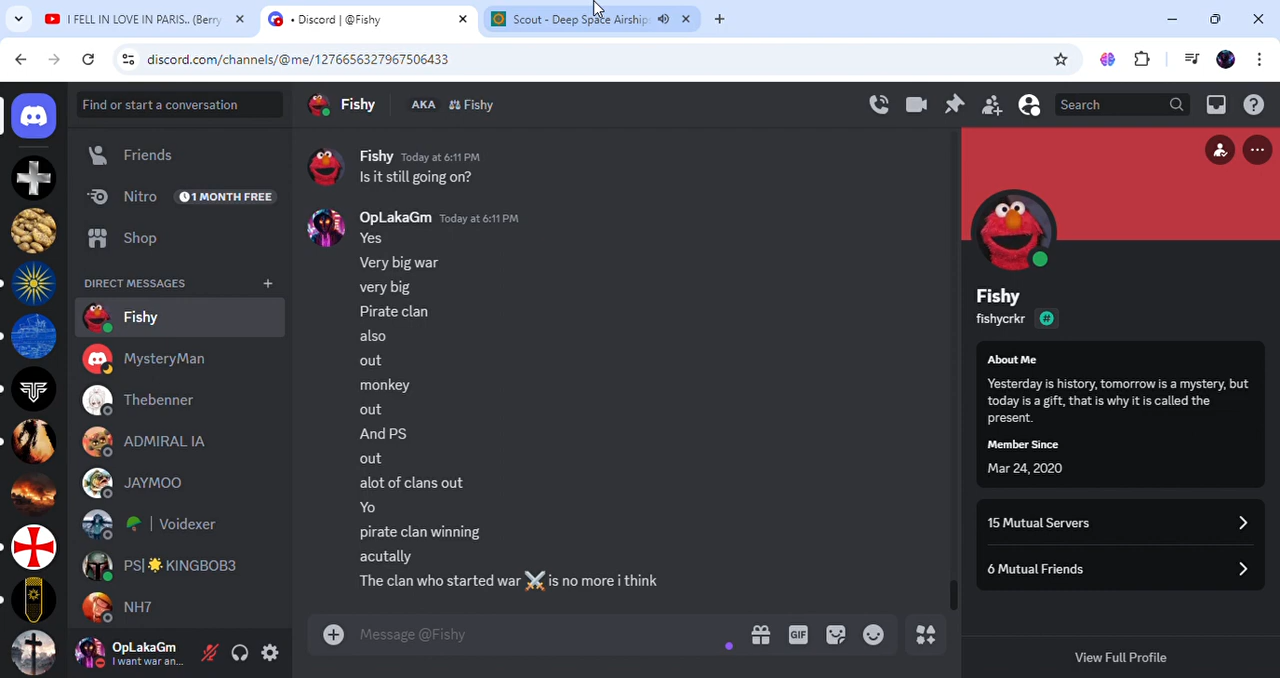 I FELL IN LOVE IN PARIS.. (Berry
• Discord | @Fishy
Scout - Deep Space Airships
discord.com/channels/@me/1276656327967506433
Find or start a conversation
Fishy
AKA
Fishy
Search
Friends
Nitro
1 MONTH FREE
Shop
DIRECT MESSAGES
Fishy
MysteryMan
Thebenner
ADMIRAL IA
JAYMOO
| Voidexer
PS|🌟KINGBOB3
NH7
OpLakaGm
I want war an...
Fishy Today at 6:11 PM
Is it still going on?
OpLakaGm Today at 6:11 PM
Yes
Very big war
very big
Pirate clan
also
out
monkey
out
And PS
out
alot of clans out
Yo
pirate clan winning
acutally
The clan who started war ⚔️ is no more i think
Message @Fishy
GIF
Fishy
fishycrkr
#
About Me
Yesterday is history, tomorrow is a mystery, but
today is a gift, that is why it is called the
present.
Member Since
Mar 24, 2020
15 Mutual Servers
6 Mutual Friends
View Full Profile